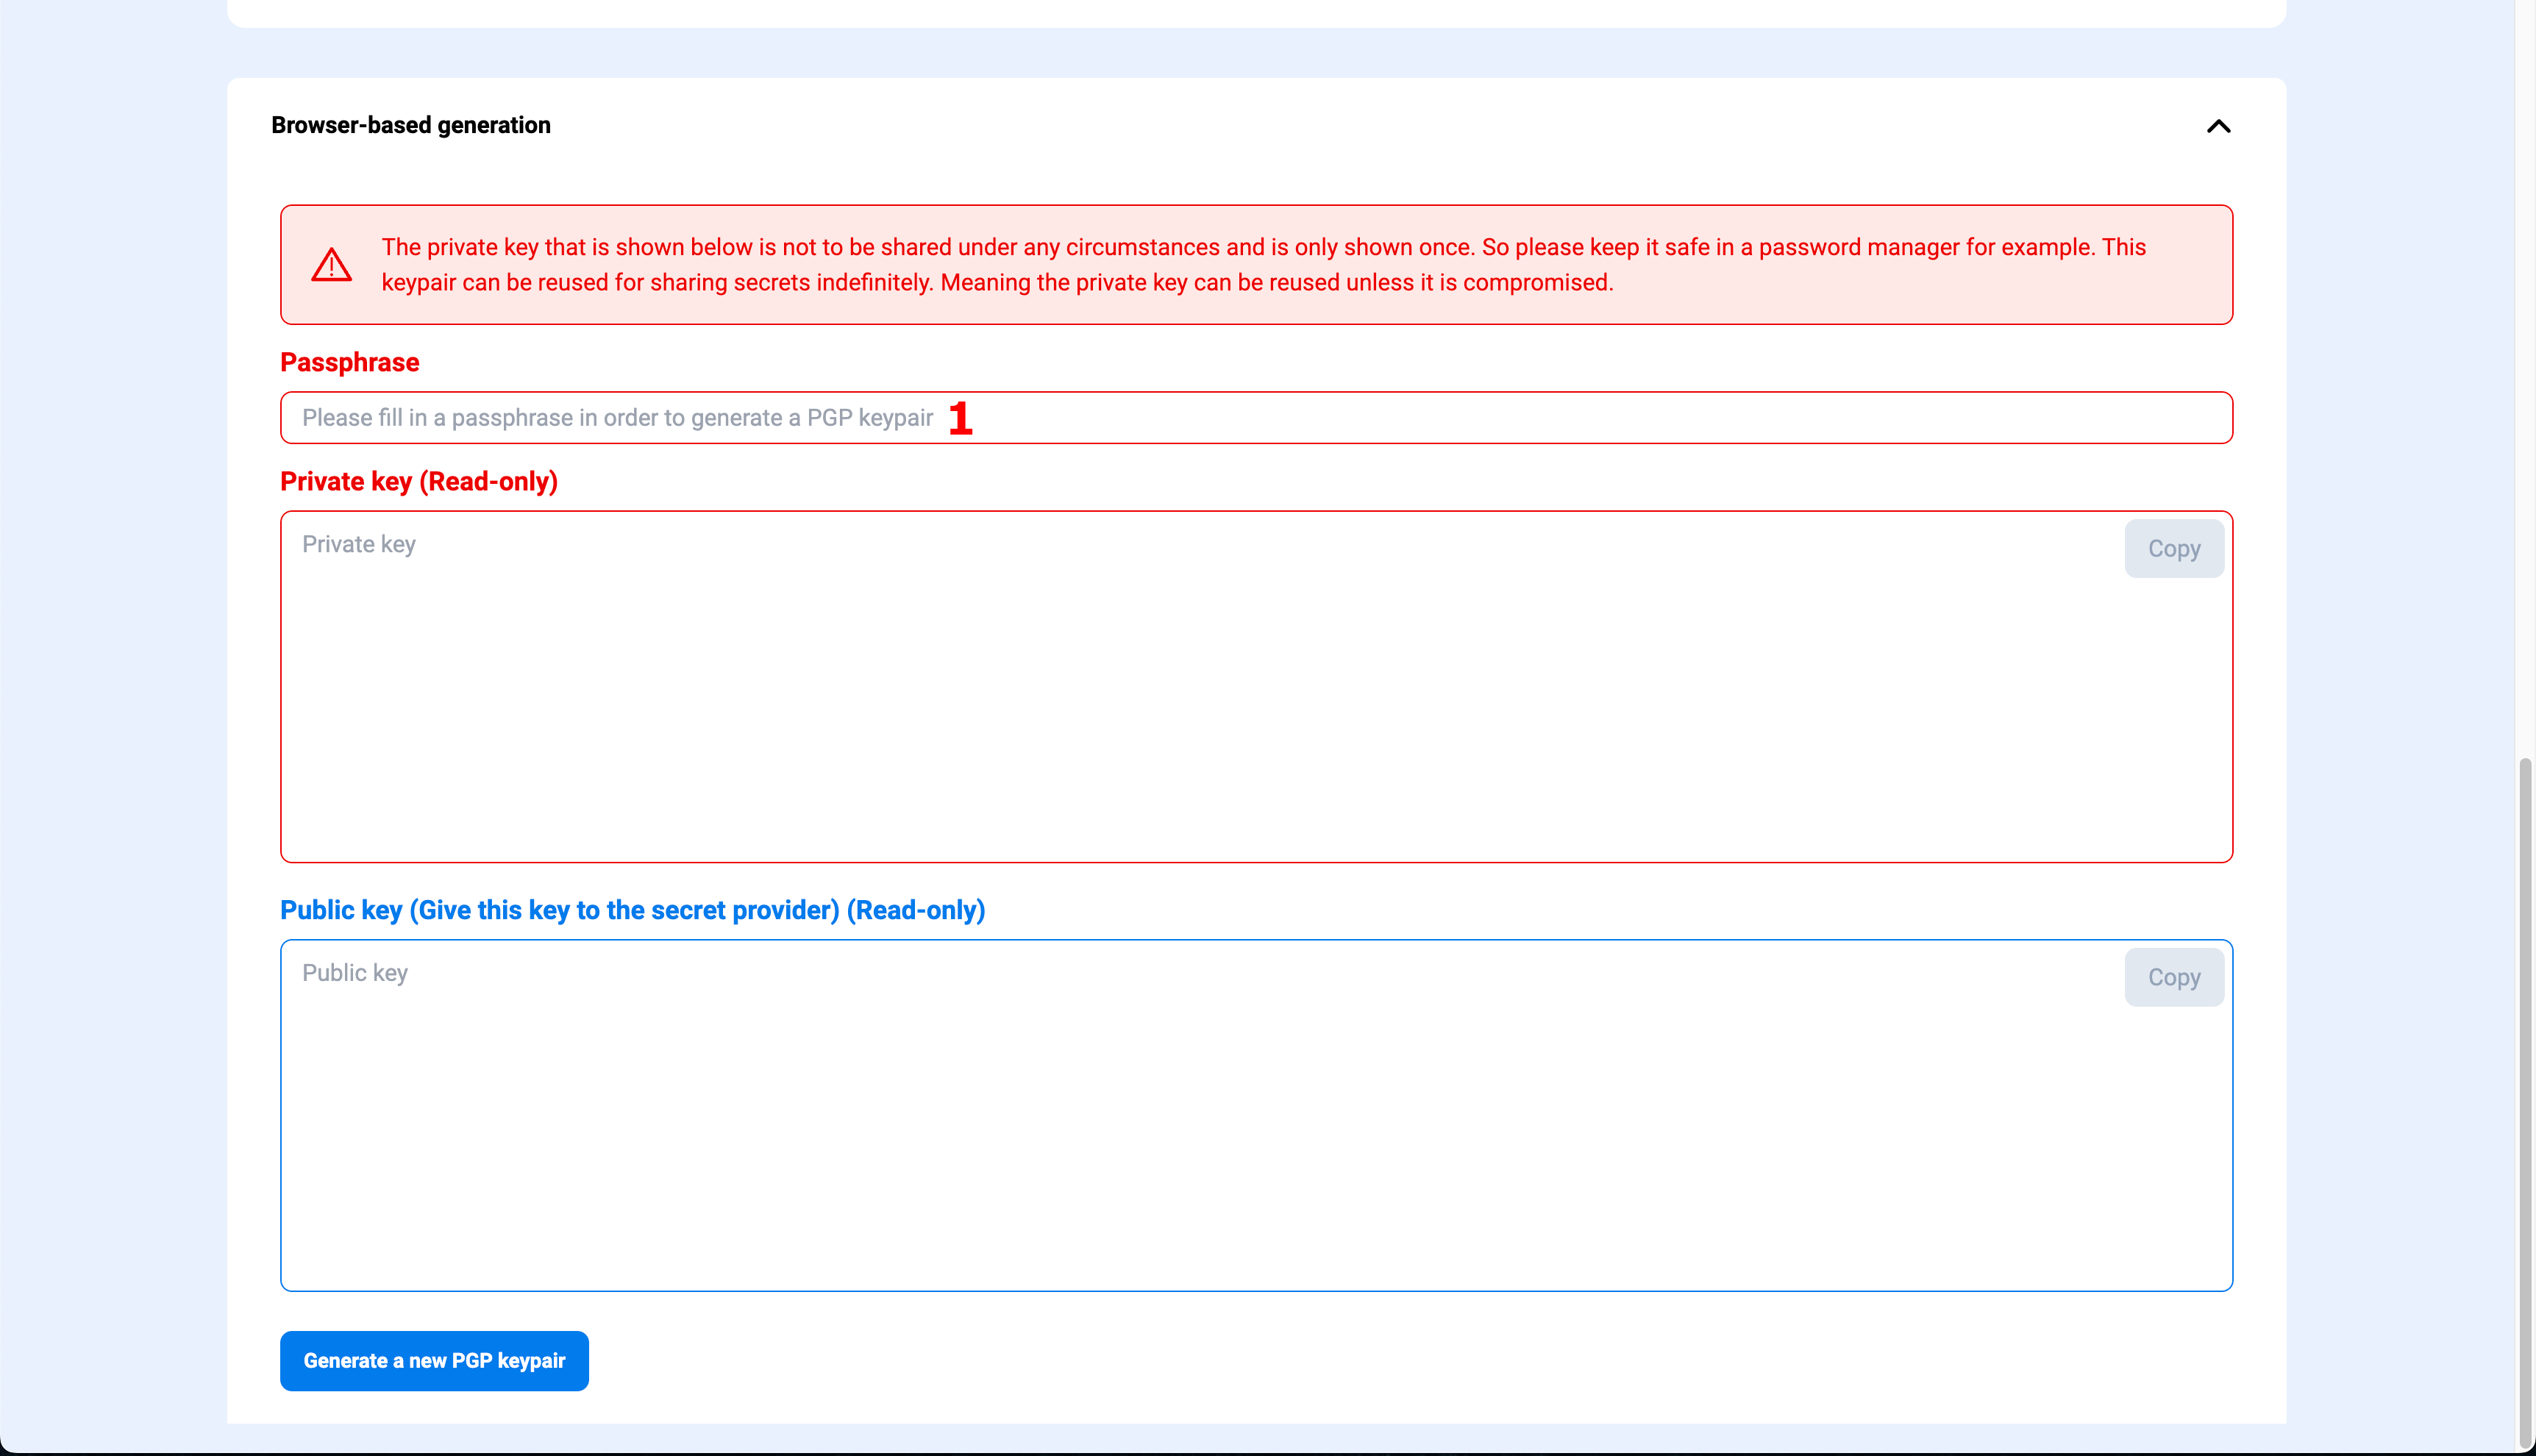 Browser-based generation
The private key that is shown below is not to be shared under any circumstances and is only shown once. So please keep it safe in a password manager for example. This
keypair can be reused for sharing secrets indefinitely. Meaning the private key can be reused unless it is compromised.
Passphrase
Please fill in a passphrase in order to generate a PGP keypair 1
Private key (Read-only)
Private key
Copy
Public key (Give this key to the secret provider) (Read-only)
Public key
Copy
Generate a new PGP keypair